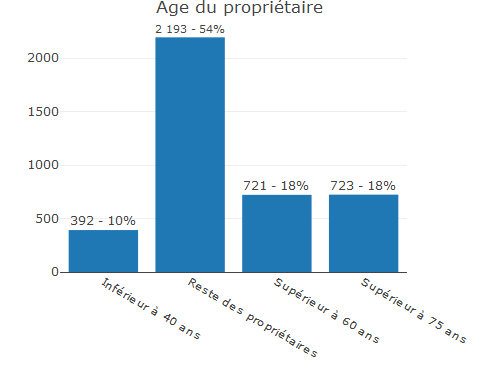 Age du propriétaire
2 193 - 54%
2000
1500
1000
721 - 18%
723 - 18%
500
392 - 10%
0
Inférieur à 40 ans
Reste des propriétaires
Supérieur à 60 ans
Supérieur à 75 ans